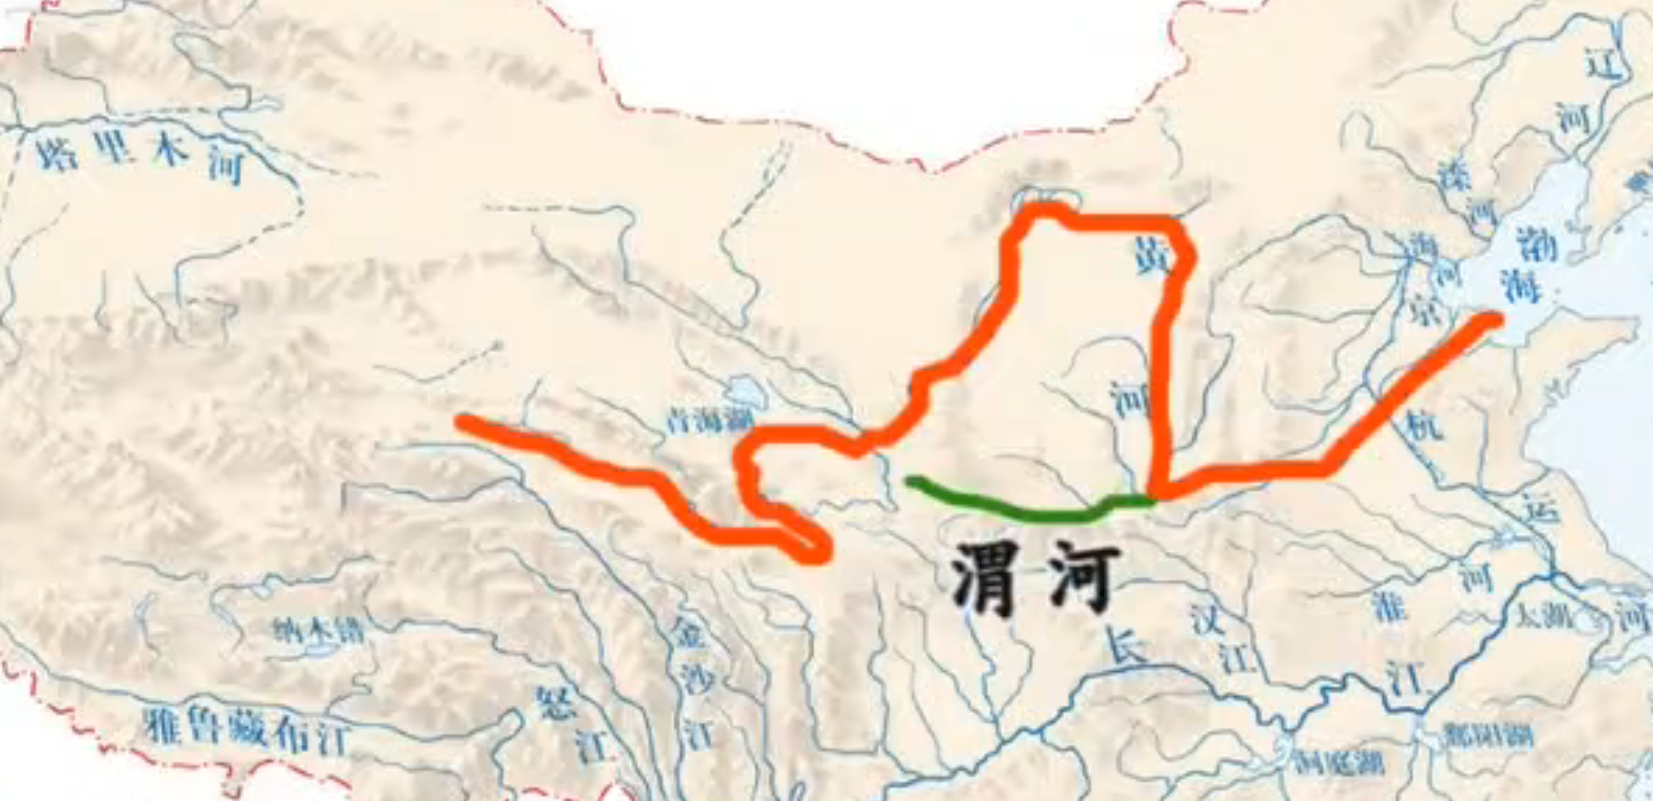 辽河
塔里木河
滦河
海河
渤海
黄河
京杭运河
青海湖
渭河
淮河
汉江
长江
太湖
纳木错
金沙江
怒江
雅鲁藏布江
鄱阳湖
洞庭湖